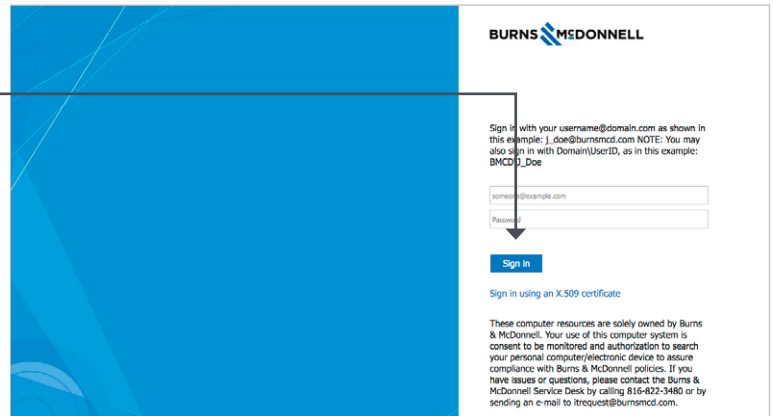 BURNS McDONNELL
Sign in with your username@domain.com as shown in
this example: j_doe@burnsmcd.com NOTE: You may
also sign in with Domain\UserID, as in this example:
BMCD\J_Doe
someone@example.com
Password
Sign in
Sign in using an X.509 certificate
These computer resources are solely owned by Burns
& McDonnell. Your use of this computer system is
consent to be monitored and authorization to search
your personal computer/electronic device to assure
compliance with Burns & McDonnell policies. If you
have issues or questions, please contact the Burns &
McDonnell Service Desk by calling 816-822-3480 or by
sending an e-mail to itrequest@burnsmcd.com.